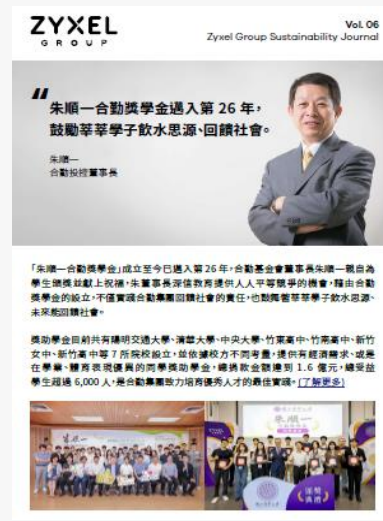 ZYXEL
GROUP
Vol. 06
Zyxel Group Sustainability Journal
“
朱順一合勤獎學金邁入第 26 年，
鼓勵莘莘學子飲水思源、回饋社會。
朱順一
合勤投控董事長
「朱順一合勤獎學金」成立至今已邁入第 26 年，合勤基金會董事長朱順一親自為
學生頒獎並獻上祝福，朱董事長深信教育提供人人平等競爭的機會，藉由合勤
獎學金的設立，不僅實踐合勤集團回饋社會的責任，也鼓勵著莘莘學子飲水思源、
未來能回饋社會。
獎助學金目前共有陽明交通大學、清華大學、中央大學、竹東高中、竹南高中、新竹
女中、新竹高中等 7 所院校設立，並依據校方不同考量，提供有經濟需求、或是
在學業、體育表現優異的同學獎助學金，總捐款金額達到 1.6 億元，總受益
學生超過 6,000 人，是合勤集團致力培育優秀人才的最佳實踐。(了解更多)
朱順一
朱順一
頒獎
典禮